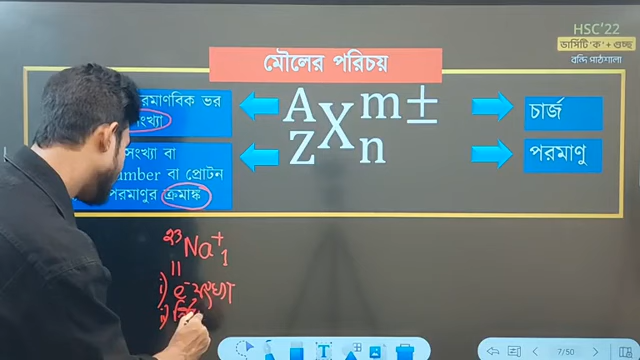 HSC'22
ভার্সিটি 'ক' + গুচ্ছ
বন্দি পাঠশালা
মৌলের পরিচয়
রমাণবিক ভর
ংখ্যা
A X m±
Z n
চার্জ
পরমাণু
সংখ্যা বা
umber বা প্রোটন
পরমাণুর ক্রমাঙ্ক
23 Na + 1
11
i) e⁻ সংখ্যা
ii)
7/50